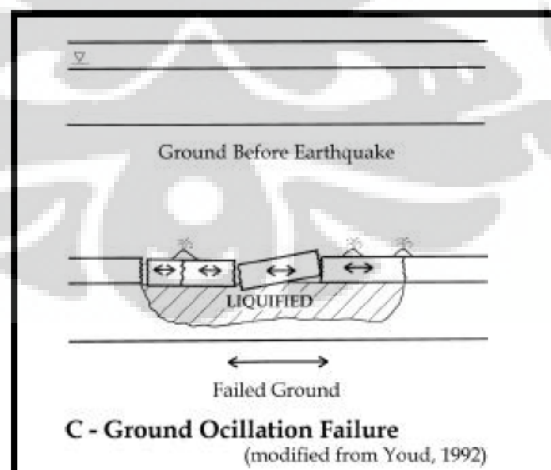 Ground Before Earthquake
LIQUIFIED
Failed Ground
C - Ground Ocillation Failure
(modified from Youd, 1992)